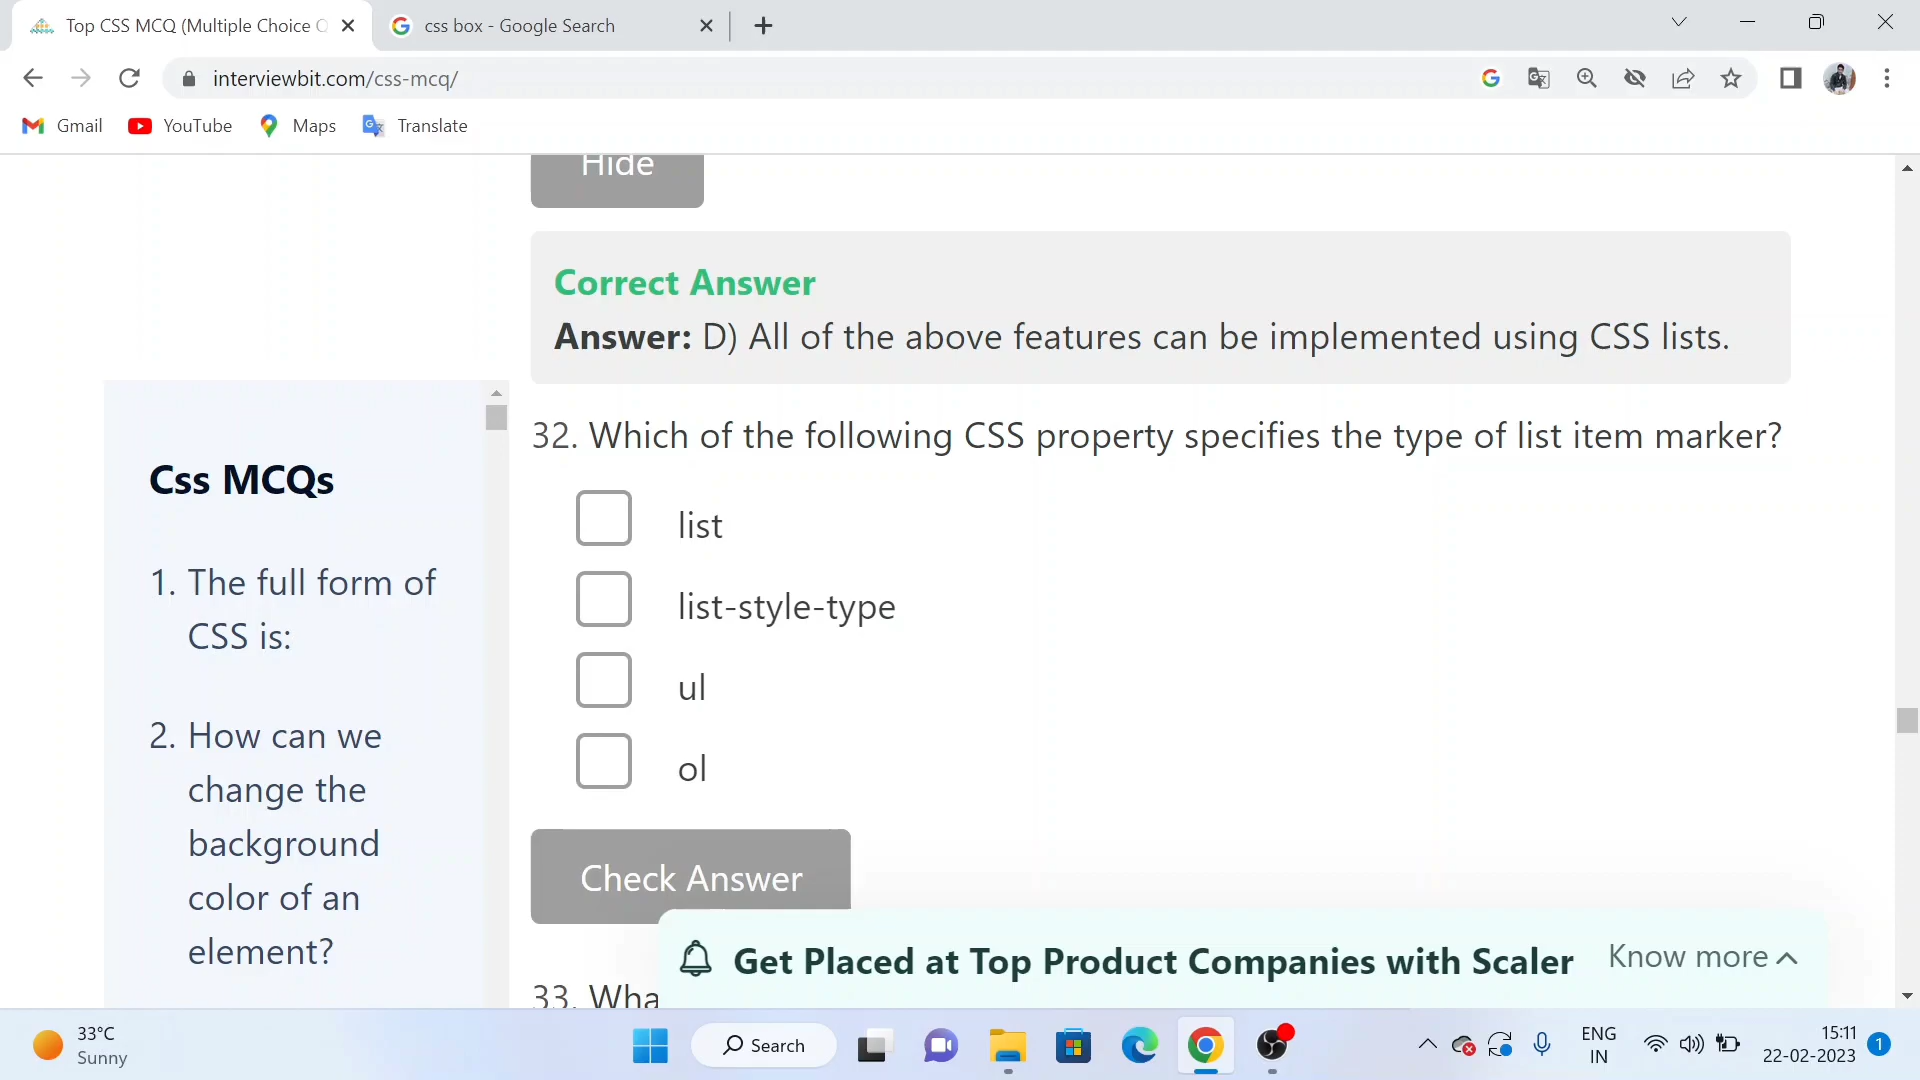 Top CSS MCQ (Multiple Choice Q
css box - Google Search
interviewbit.com/css-mcq/
Gmail
YouTube
Maps
Translate
Hide
Correct Answer
Answer: D) All of the above features can be implemented using CSS lists.
32. Which of the following CSS property specifies the type of list item marker?
list
list-style-type
ul
ol
Check Answer
33. Wha
Css MCQs
1. The full form of
CSS is:
2. How can we
change the
background
color of an
element?
Get Placed at Top Product Companies with Scaler
Know more
33°C
Sunny
Search
ENG
IN
15:11
22-02-2023
1